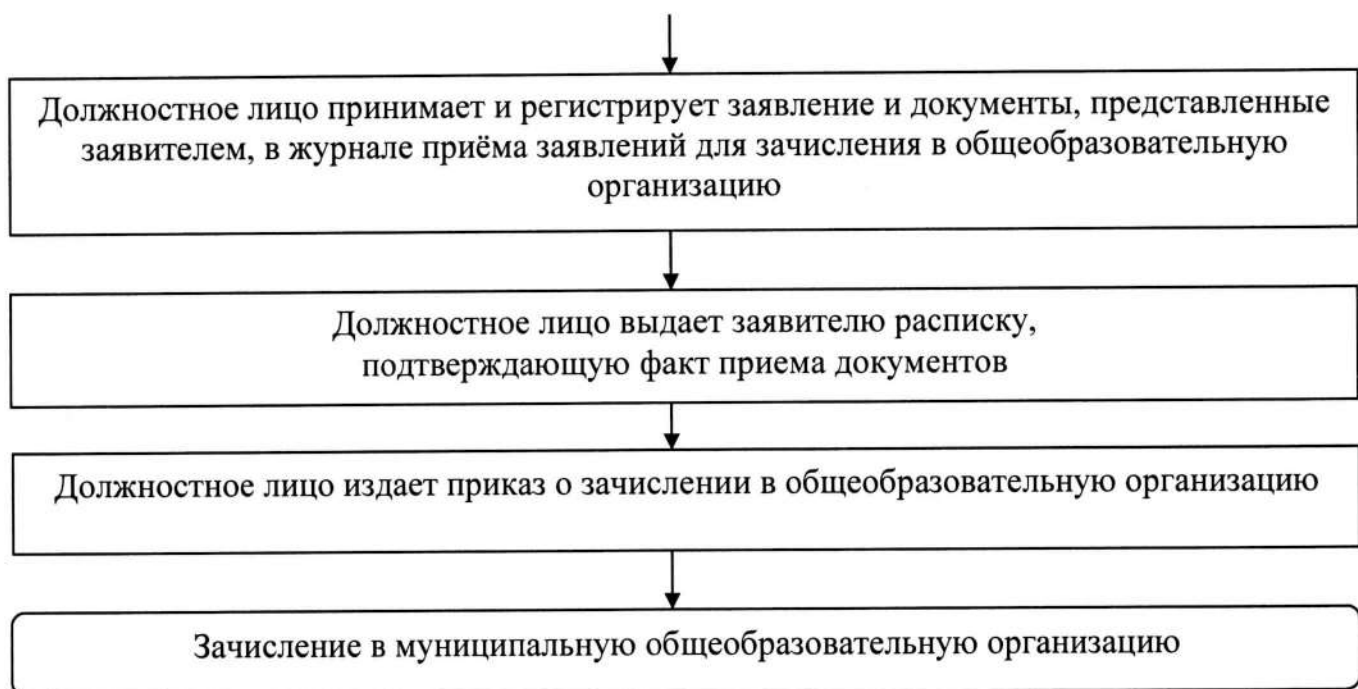 Должностное лицо принимает и регистрирует заявление и документы, представленные
заявителем, в журнале приёма заявлений для зачисления в общеобразовательную
организацию
Должностное лицо выдает заявителю расписку,
подтверждающую факт приема документов
Должностное лицо издает приказ о зачислении в общеобразовательную организацию
Зачисление в муниципальную общеобразовательную организацию